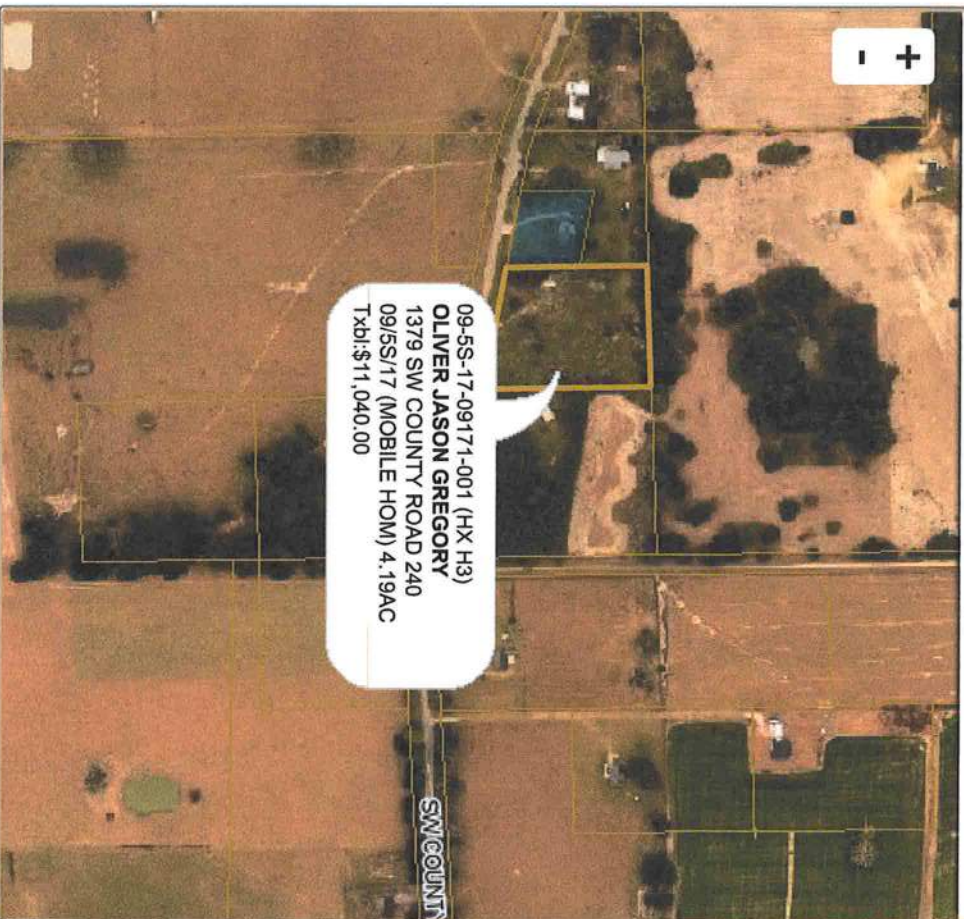 +
-
09-5S-17-09171-001 (HX H3)
OLIVER JASON GREGORY
1379 SW COUNTY ROAD 240
09/5S/17 (MOBILE HOM) 4.19AC
Txbl:$11,040.00
SW COUNTY